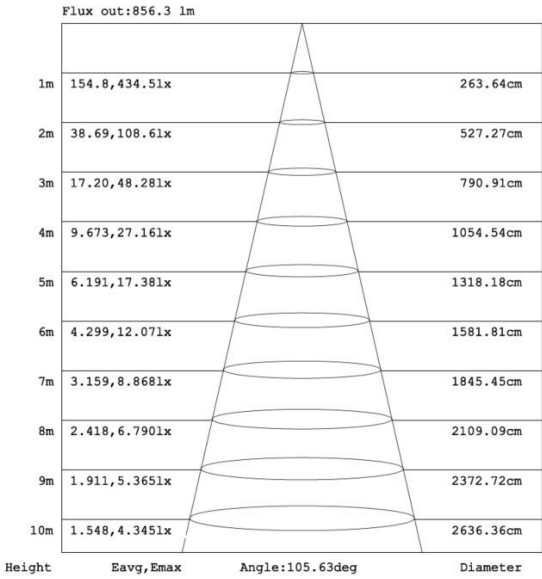 Flux out:856.3 lm
1m 154.8,434.5lx 263.64cm
2m 38.69,108.6lx 527.27cm
3m 17.20,48.28lx 790.91cm
4m 9.673,27.16lx 1054.54cm
5m 6.191,17.38lx 1318.18cm
6m 4.299,12.07lx 1581.81cm
7m 3.159,8.868lx 1845.45cm
8m 2.418,6.790lx 2109.09cm
9m 1.911,5.365lx 2372.72cm
10m 1.548,4.345lx 2636.36cm
Height Eavg,Emax Angle:105.63deg Diameter